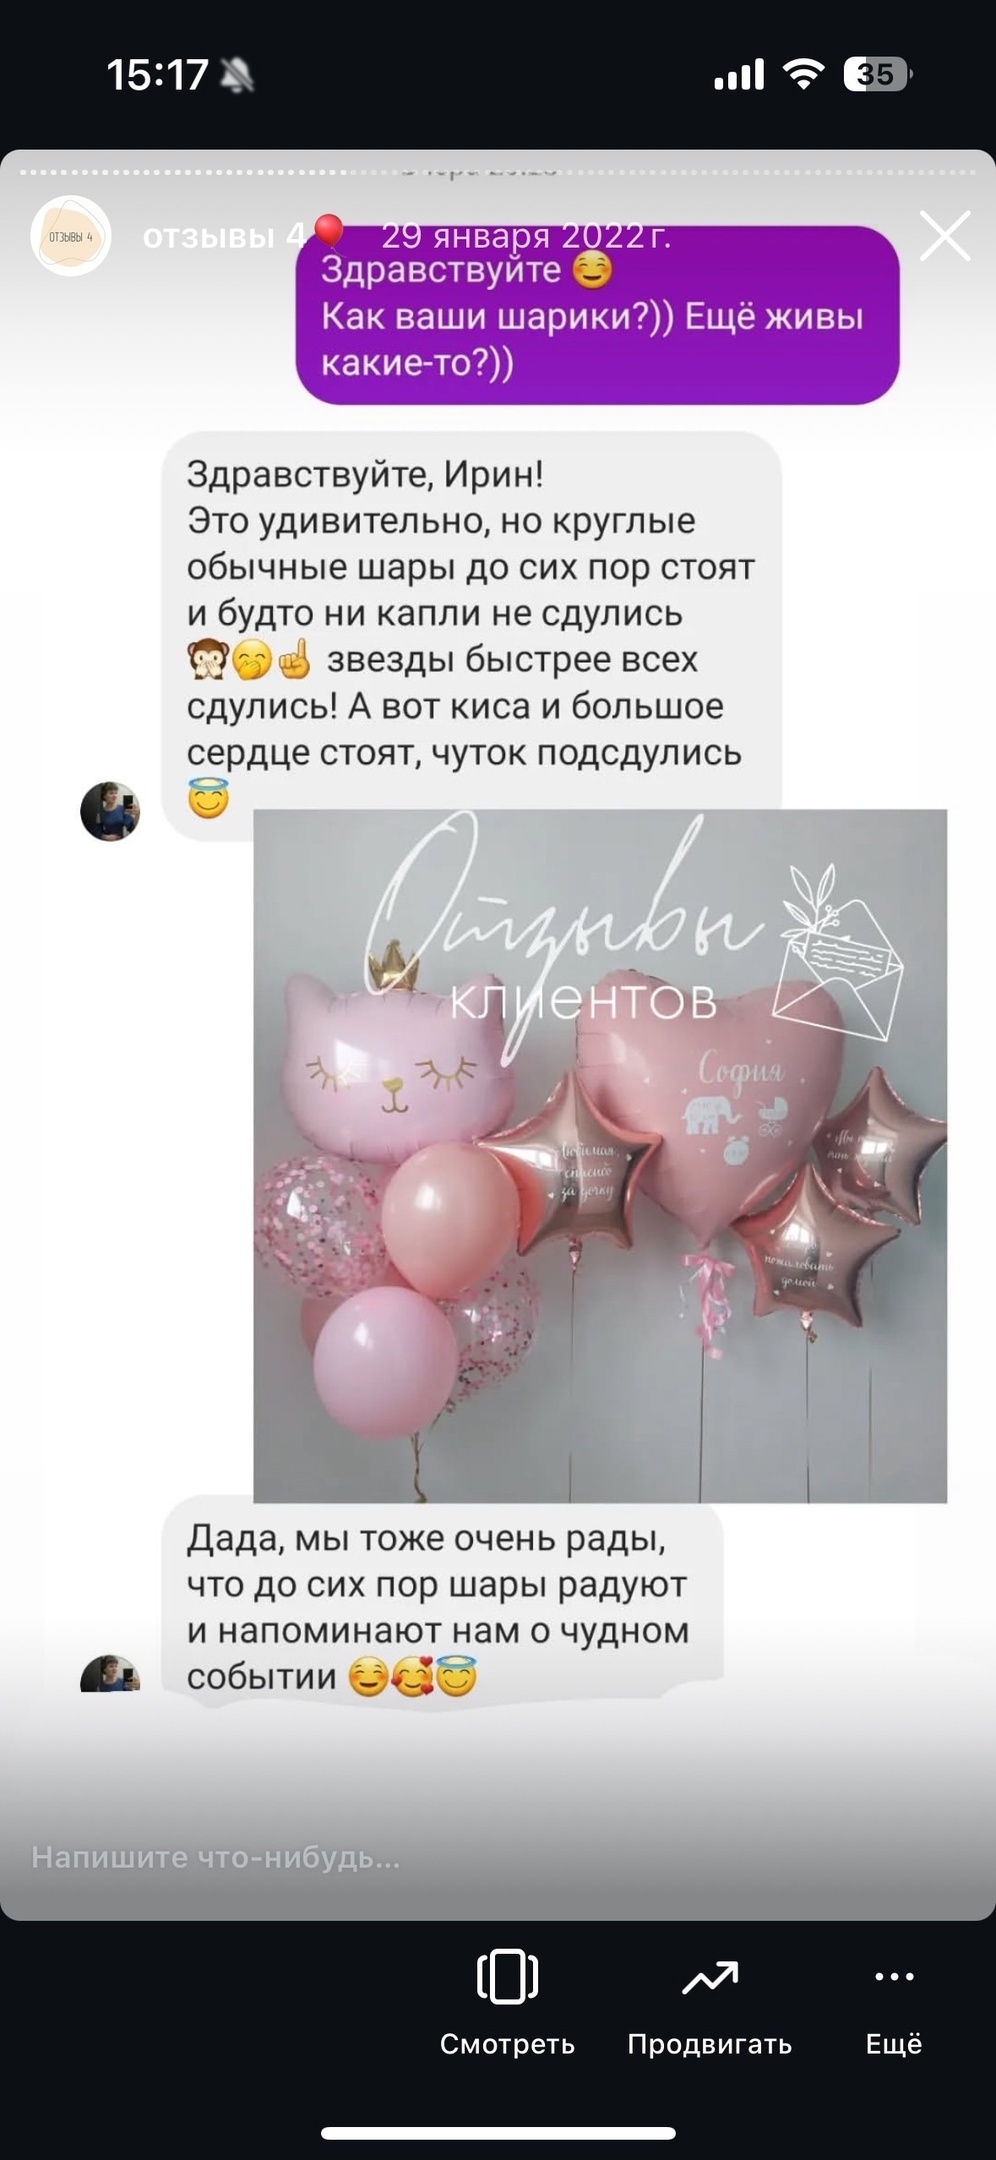 15:17
35
ОТЗЫВЫ 4
отзывы 4🎈 29 января 2022 г.
Здравствуйте ☺️
Как ваши шарики?)) Ещё живы
какие-то?))
Здравствуйте, Ирин!
Это удивительно, но круглые
обычные шары до сих пор стоят
и будто ни капли не сдулись
🙊🤭☝️ звезды быстрее всех
сдулись! А вот киса и большое
сердце стоят, чуток подсдулись
😇
Отзывы
клиентов
София
Любимая,
спасибо
за дочку
пожаловать
домой
Дада, мы тоже очень рады,
что до сих пор шары радуют
и напоминают нам о чудном
событии ☺️🥰😇
Напишите что-нибудь...
Смотреть
Продвигать
Ещё